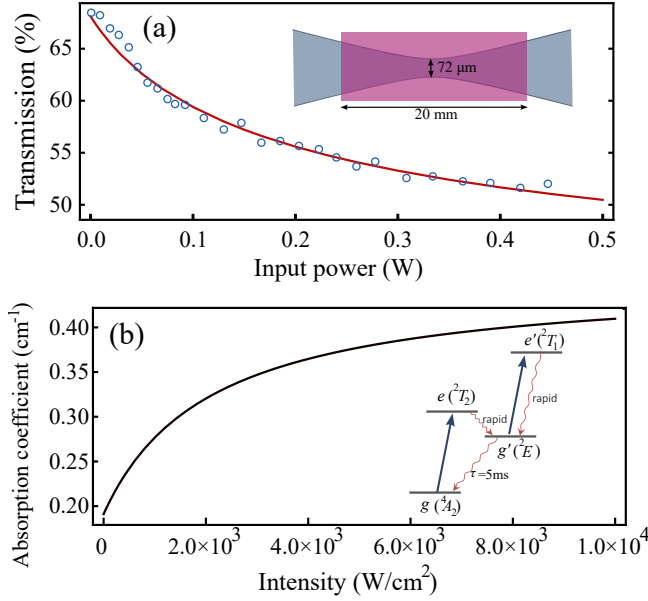 (a)
Transmission (%)
65
60
55
50
72 μm
20 mm
0.0 0.1 0.2 0.3 0.4 0.5
Input power (W)
(b)
Absorption coefficient (cm⁻¹)
0.40
0.35
0.30
0.25
0.20
e′(²T₁)
rapid
e(²T₂)
rapid
g′(²E)
τ=5ms
g(⁴A₂)
0 2.0×10³ 4.0×10³ 6.0×10³ 8.0×10³ 1.0×10⁴
Intensity (W/cm²)